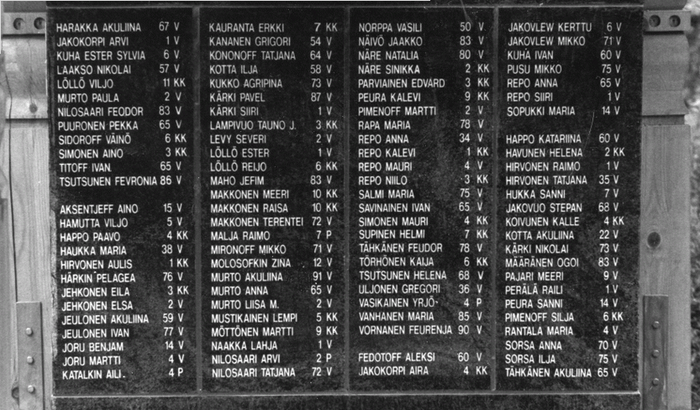 HARAKKA AKULIINA 67 V
JAKOKORPI ARVI 1 V
KUHA ESTER SYLVIA 6 V
LAAKSO NIKOLAI 57 V
LÖLLÖ VILJO 11 KK
MURTO PAULA 2 V
NILOSAARI FEODOR 83 V
PUURONEN PEKKA 65 V
SIDOROFF VÄINÖ 6 KK
SIMONEN AINO 3 KK
TITOFF IVAN 65 V
TSUTSUNEN FEVRONIA 86 V
AKSENTJEFF AINO 15 V
HAMUTTA VILJO 5 V
HAPPO PAAVO 4 KK
HAUKKA MARIA 38 V
HIRVONEN AULIS 1 KK
HÄRKIN PELAGEA 76 V
JEHKONEN EILA 3 KK
JEHKONEN ELSA 2 V
JEULONEN AKULIINA 59 V
JEULONEN IVAN 77 V
JORU BENJAM 14 V
JORU MARTTI 4 V
KATALKIN AILI 4 P
KAURANTA ERKKI 7 KK
KANANEN GRIGORI 54 V
KONONOFF TATJANA 64 V
KOTTA ILJA 58 V
KUKKO AGRIPINA 73 V
KÄRKI PAVEL 87 V
KÄRKI SIIRI 1 V
LAMPIVUO TAUNO J. 3 KK
LEVY SEVERI 2 V
LÖLLÖ ESTER 1 V
LÖLLÖ REIJO 6 KK
MAHO JEFIM 83 V
MAKKONEN MEERI 10 KK
MAKKONEN RAISA 10 KK
MAKKONEN TERENTEI 72 V
MALJA RAIMO 7 P
MIRONOFF MIKKO 71 V
MOLOSOFKIN ZINA 12 V
MURTO AKULIINA 91 V
MURTO ANNA 65 V
MURTO LIISA M. 2 V
MUSTIKAINEN LEMPI 5 KK
MÖTTÖNEN MARTTI 9 KK
NAAKKA LAHJA 1 V
NILOSAARI ARVI 2 P
NILOSAARI TATJANA 72 V
NORPPA VASILI 50 V
NÄIVÖ JAAKKO 83 V
NÄRE NATALIA 80 V
NÄRE SINIKKA 2 KK
PARVIAINEN EDVARD 3 KK
PEURA KALEVI 9 KK
PIMENOFF MARTTI 2 V
RAPA MARIA 78 V
REPO ANNA 34 V
REPO KALEVI 1 KK
REPO MAURI 4 V
REPO NIILO 3 KK
SALMI MARIA 75 V
SAVINAINEN IVAN 65 V
SIMONEN MAURI 4 KK
SUPINEN HELMI 7 KK
TÄHKÄNEN FEUDOR 78 V
TÖRHÖNEN KAIJA 6 KK
TSUTSUNEN HELENA 68 V
ULJONEN GREGORI 36 V
VASIKAINEN YRJÖ 4 P
VANHANEN MARIA 85 V
VORNANEN FEURENJA 90 V
FEDOTOFF ALEKSI 60 V
JAKOKORPI AIRA 4 KK
JAKOVLEW KERTTU 6 V
JAKOVLEW MIKKO 71 V
KUHA IVAN 60 V
PUSU MIKKO 75 V
REPO ANNA 65 V
REPO SIIRI 1 V
SOPUKKI MARIA 14 V
HAPPO KATARIINA 60 V
HAVUNEN HELENA 2 KK
HIRVONEN RAIMO 1 V
HIRVONEN TATJANA 35 V
HUKKA SANNI 7 V
JAKOVUO STEPAN 68 V
KOIVUNEN KALLE 4 KK
KOTTA AKULIINA 22 V
KÄRKI NIKOLAI 73 V
MÄÄRÄNEN OGOI 83 V
PAJARI MEERI 9 V
PERÄLÄ RAILI 1 V
PEURA SANNI 14 V
PIMENOFF SILJA 6 KK
RANTALA MARIA 4 V
SORSA ANNA 70 V
SORSA ILJA 75 V
TÄHKÄNEN AKULIINA 65 V